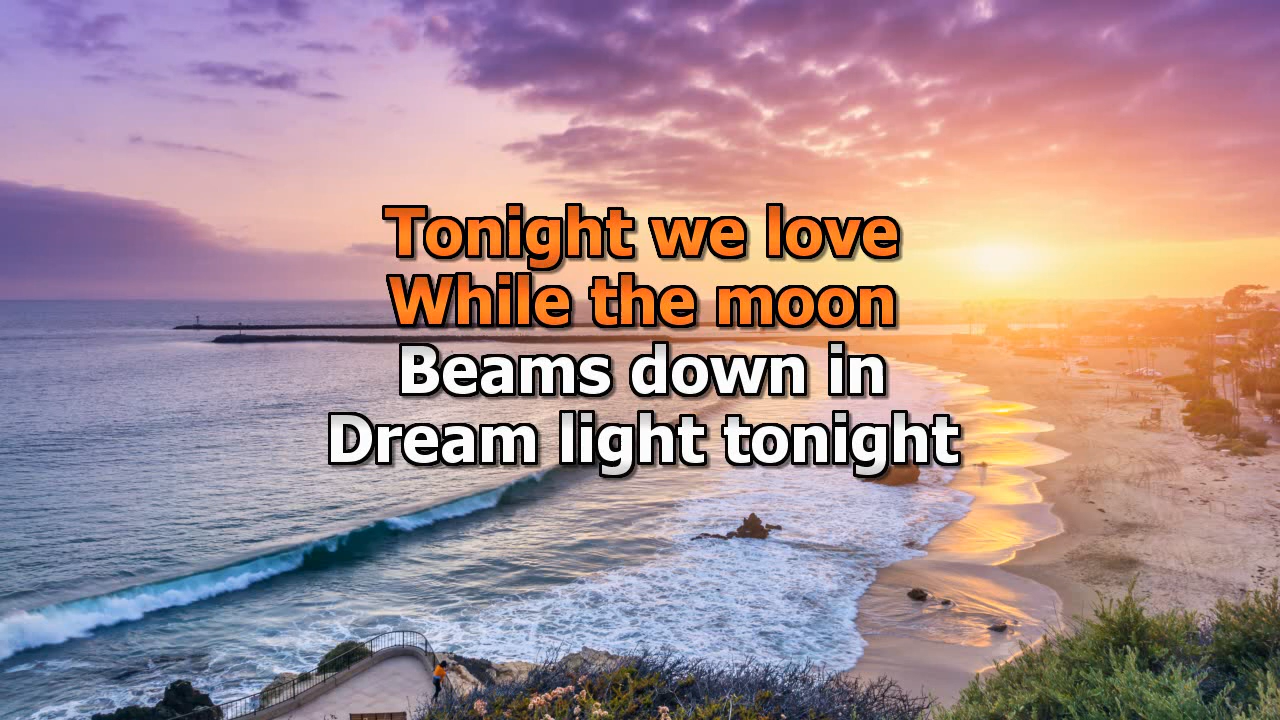 Tonight we love
While the moon
Beams down in
Dream light tonight